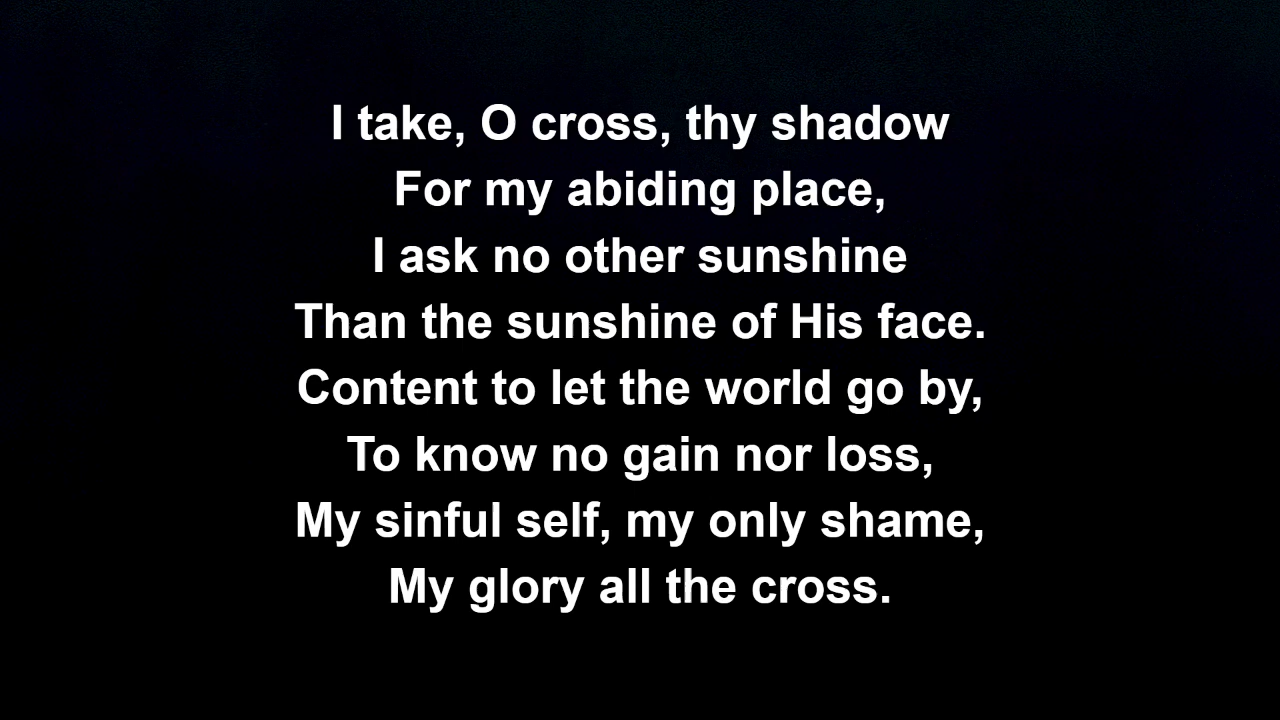 I take, O cross, thy shadow
For my abiding place,
I ask no other sunshine
Than the sunshine of His face.
Content to let the world go by,
To know no gain nor loss,
My sinful self, my only shame,
My glory all the cross.